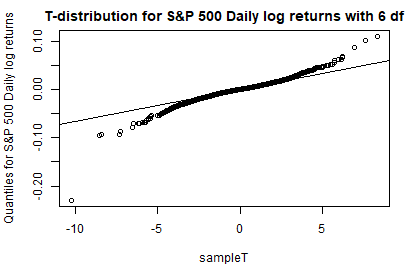 T-distribution for S&P 500 Daily log returns with 6 df
Quantiles for S&P 500 Daily log returns
0.10
0.00
-0.10
-0.20
-10
-5
0
5
sampleT